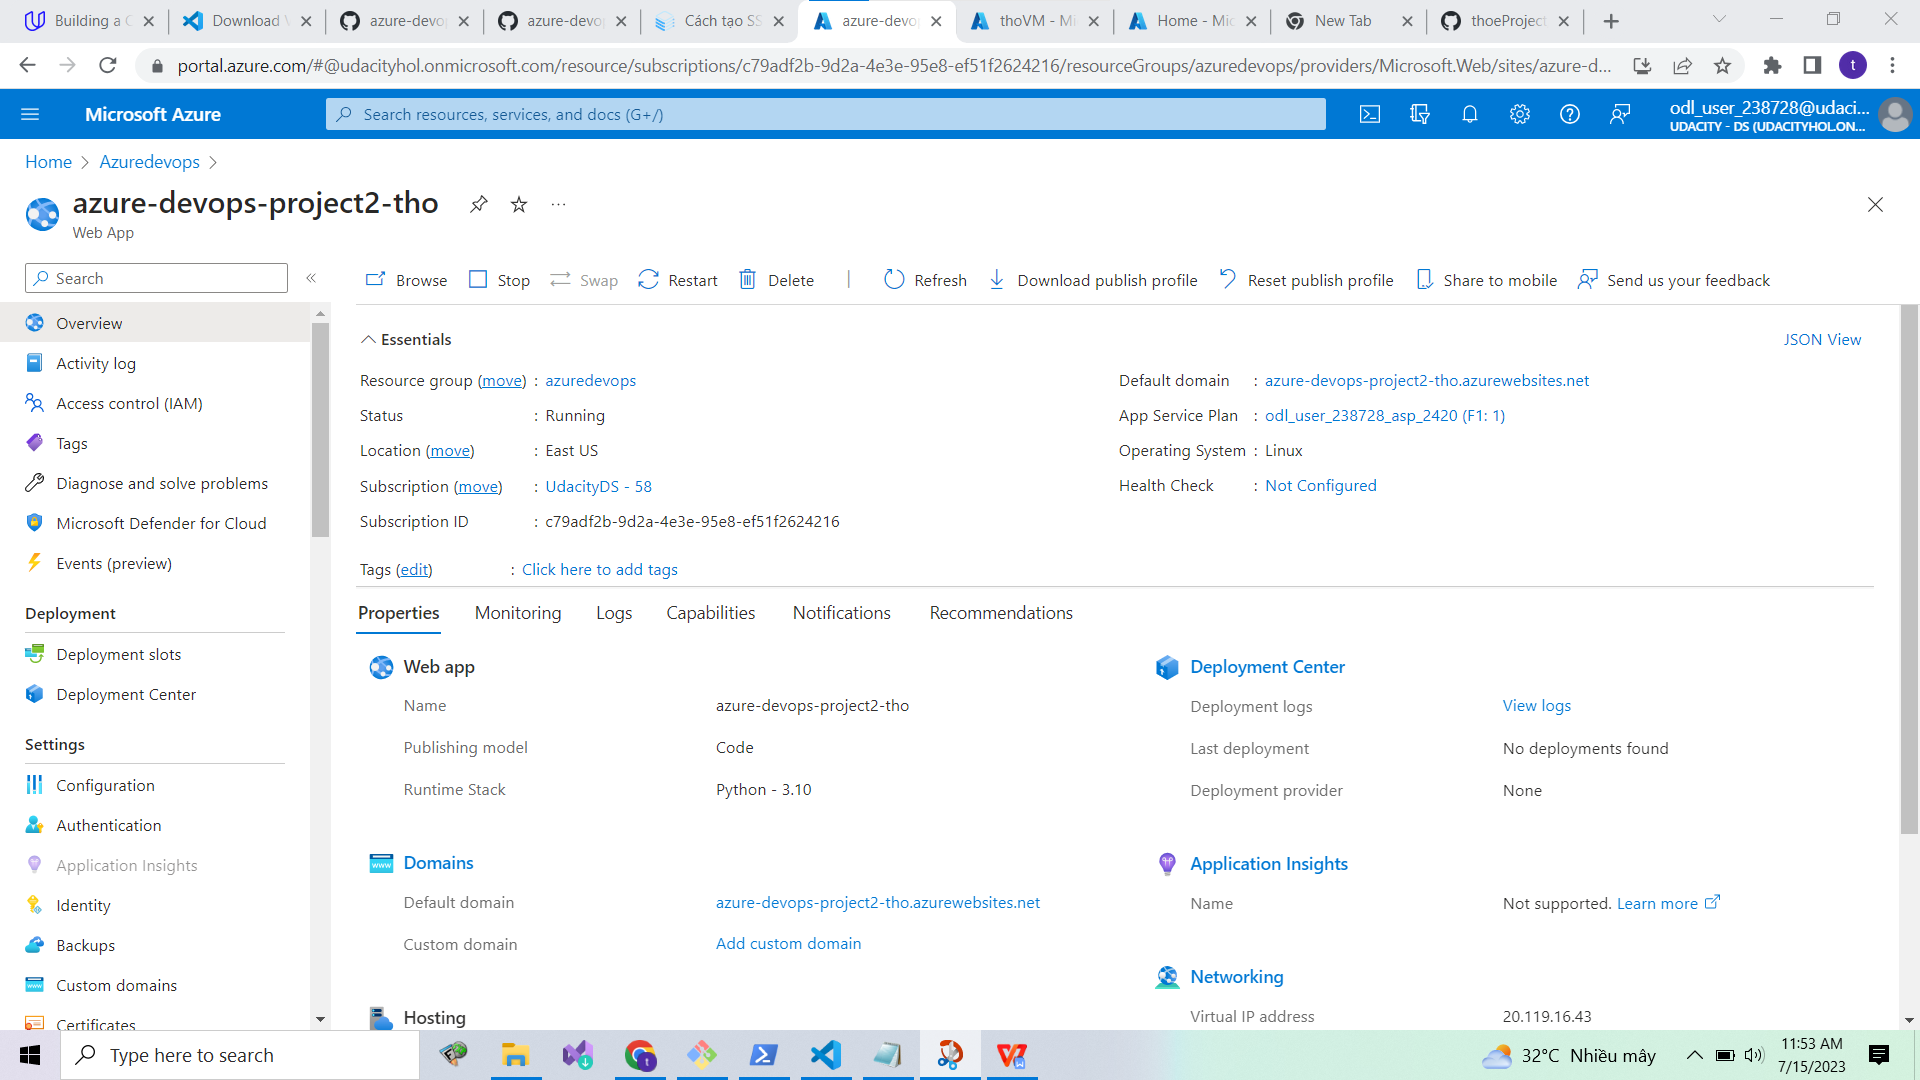 Building a C
Download V
azure-devop
azure-devop
Cách tạo SS
azure-devop
thoVM - Mi
Home - Mic
New Tab
thoeProject
portal.azure.com/#@udacityhol.onmicrosoft.com/resource/subscriptions/c79adf2b-9d2a-4e3e-95e8-ef51f2624216/resourceGroups/azuredevops/providers/Microsoft.Web/sites/azure-d...
t
Microsoft Azure
Search resources, services, and docs (G+/)
odl_user_238728@udaci...
UDACITY - DS (UDACITYHOL.ON...
Home > Azuredevops >
azure-devops-project2-tho
...
Web App
Search
«
Browse
Stop
Swap
Restart
Delete
Refresh
Download publish profile
Reset publish profile
Share to mobile
Send us your feedback
Overview
Activity log
Access control (IAM)
Tags
Diagnose and solve problems
Microsoft Defender for Cloud
Events (preview)
Deployment
Deployment slots
Deployment Center
Settings
Configuration
Authentication
Application Insights
Identity
Backups
Custom domains
Certificates
Essentials
JSON View
Resource group (move) : azuredevops
Status : Running
Location (move) : East US
Subscription (move) : UdacityDS - 58
Subscription ID : c79adf2b-9d2a-4e3e-95e8-ef51f2624216
Default domain : azure-devops-project2-tho.azurewebsites.net
App Service Plan : odl_user_238728_asp_2420 (F1: 1)
Operating System : Linux
Health Check : Not Configured
Tags (edit) : Click here to add tags
Properties
Monitoring
Logs
Capabilities
Notifications
Recommendations
Web app
Name azure-devops-project2-tho
Publishing model Code
Runtime Stack Python - 3.10
Domains
Default domain azure-devops-project2-tho.azurewebsites.net
Custom domain Add custom domain
Hosting
Deployment Center
Deployment logs View logs
Last deployment No deployments found
Deployment provider None
Application Insights
Name Not supported. Learn more
Networking
Virtual IP address 20.119.16.43
Type here to search
32°C Nhiều mây
11:53 AM
7/15/2023